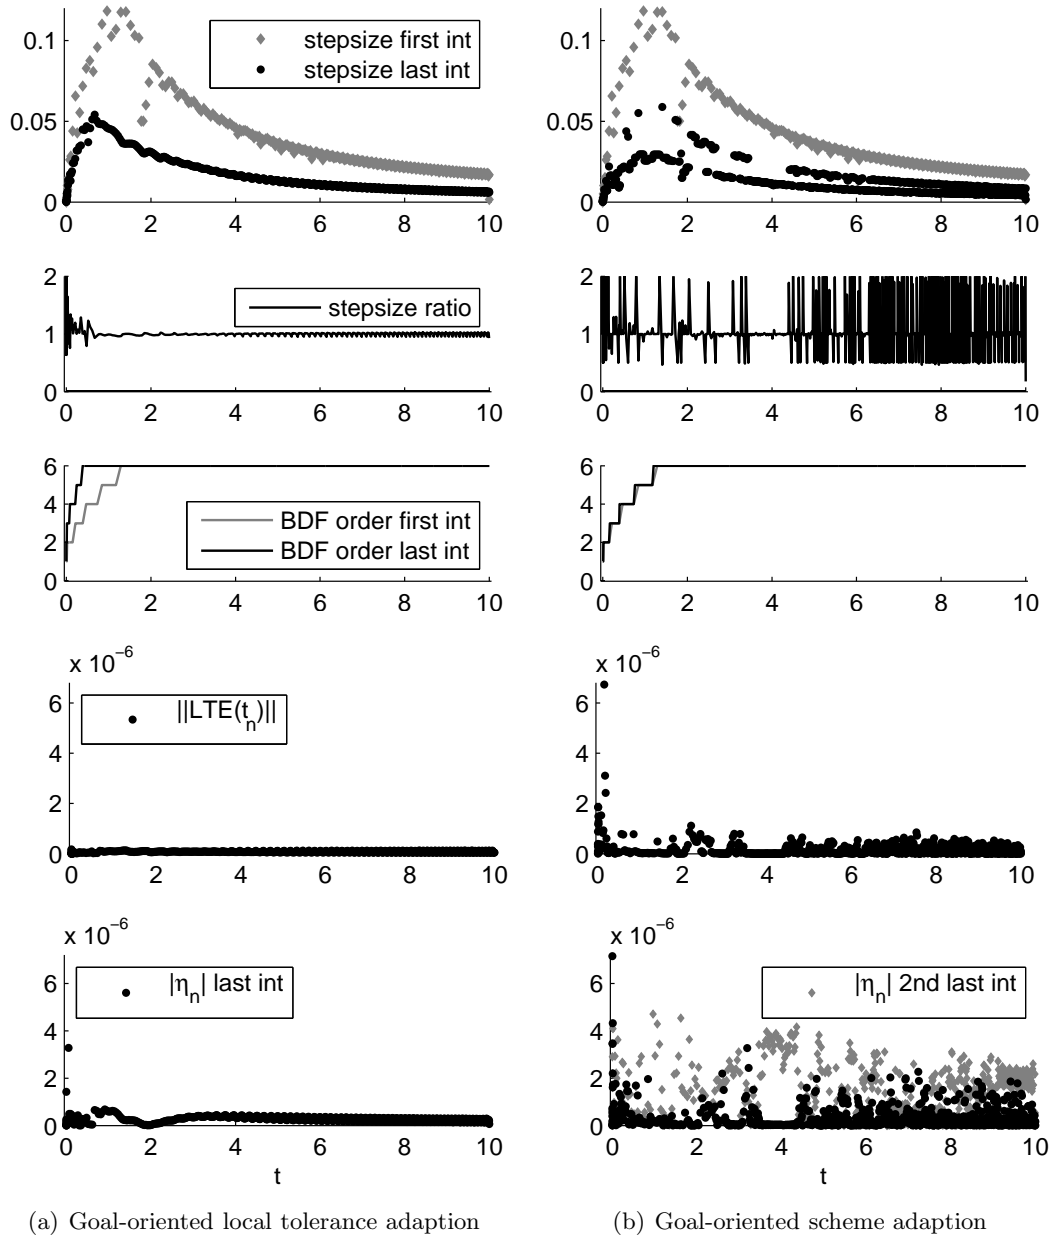 0.1
0.05
0
0 2 4 6 8 10
stepsize first int
stepsize last int
0.1
0.05
0
0 2 4 6 8 10
2
1
0
0 2 4 6 8 10
stepsize ratio
2
1
0
0 2 4 6 8 10
6
4
2
0
0 2 4 6 8 10
BDF order first int
BDF order last int
6
4
2
0
0 2 4 6 8 10
x 10⁻⁶
6
4
2
0
0 2 4 6 8 10
||LTE(t_n)||
x 10⁻⁶
6
4
2
0
0 2 4 6 8 10
x 10⁻⁶
6
4
2
0
0 2 4 6 8 10
|η_n| last int
t
x 10⁻⁶
6
4
2
0
0 2 4 6 8 10
|η_n| 2nd last int
t
(a) Goal-oriented local tolerance adaption
(b) Goal-oriented scheme adaption